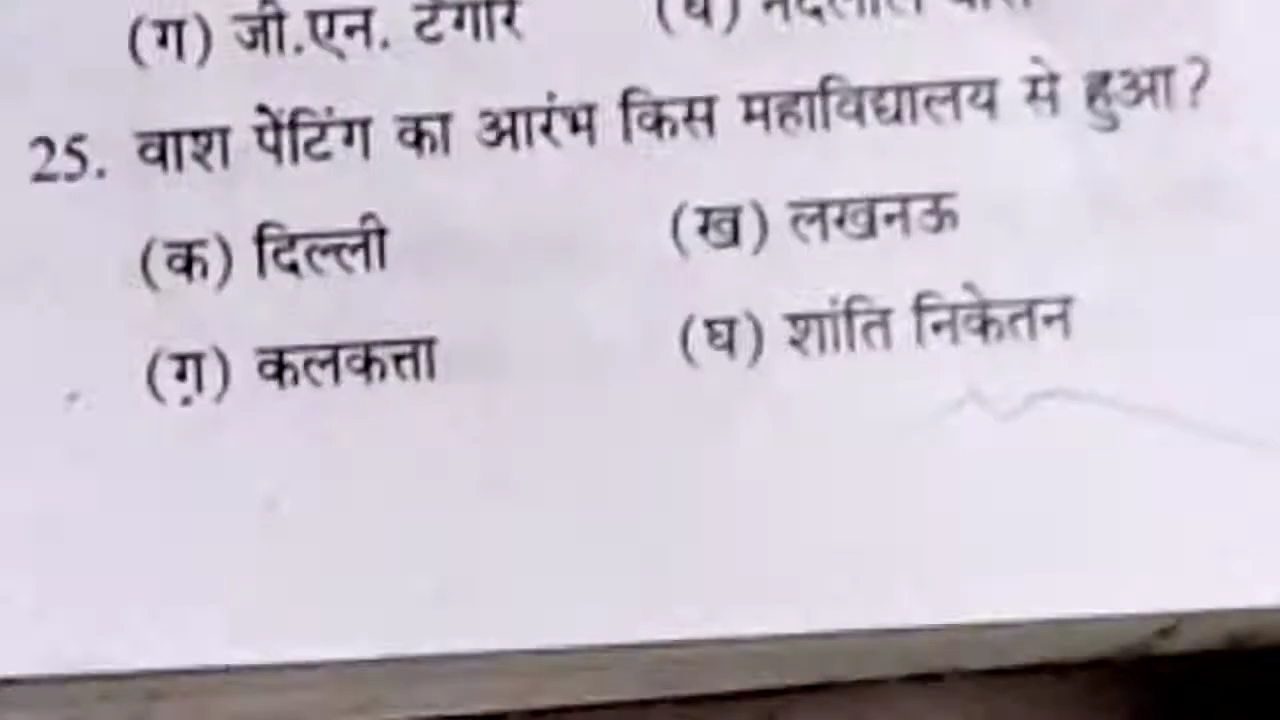 (ग) जी.एन. टैगोर (घ)
25. वाश पेंटिंग का आरंभ किस महाविद्यालय से हुआ?
(क) दिल्ली (ख) लखनऊ
(ग) कलकत्ता (घ) शांति निकेतन